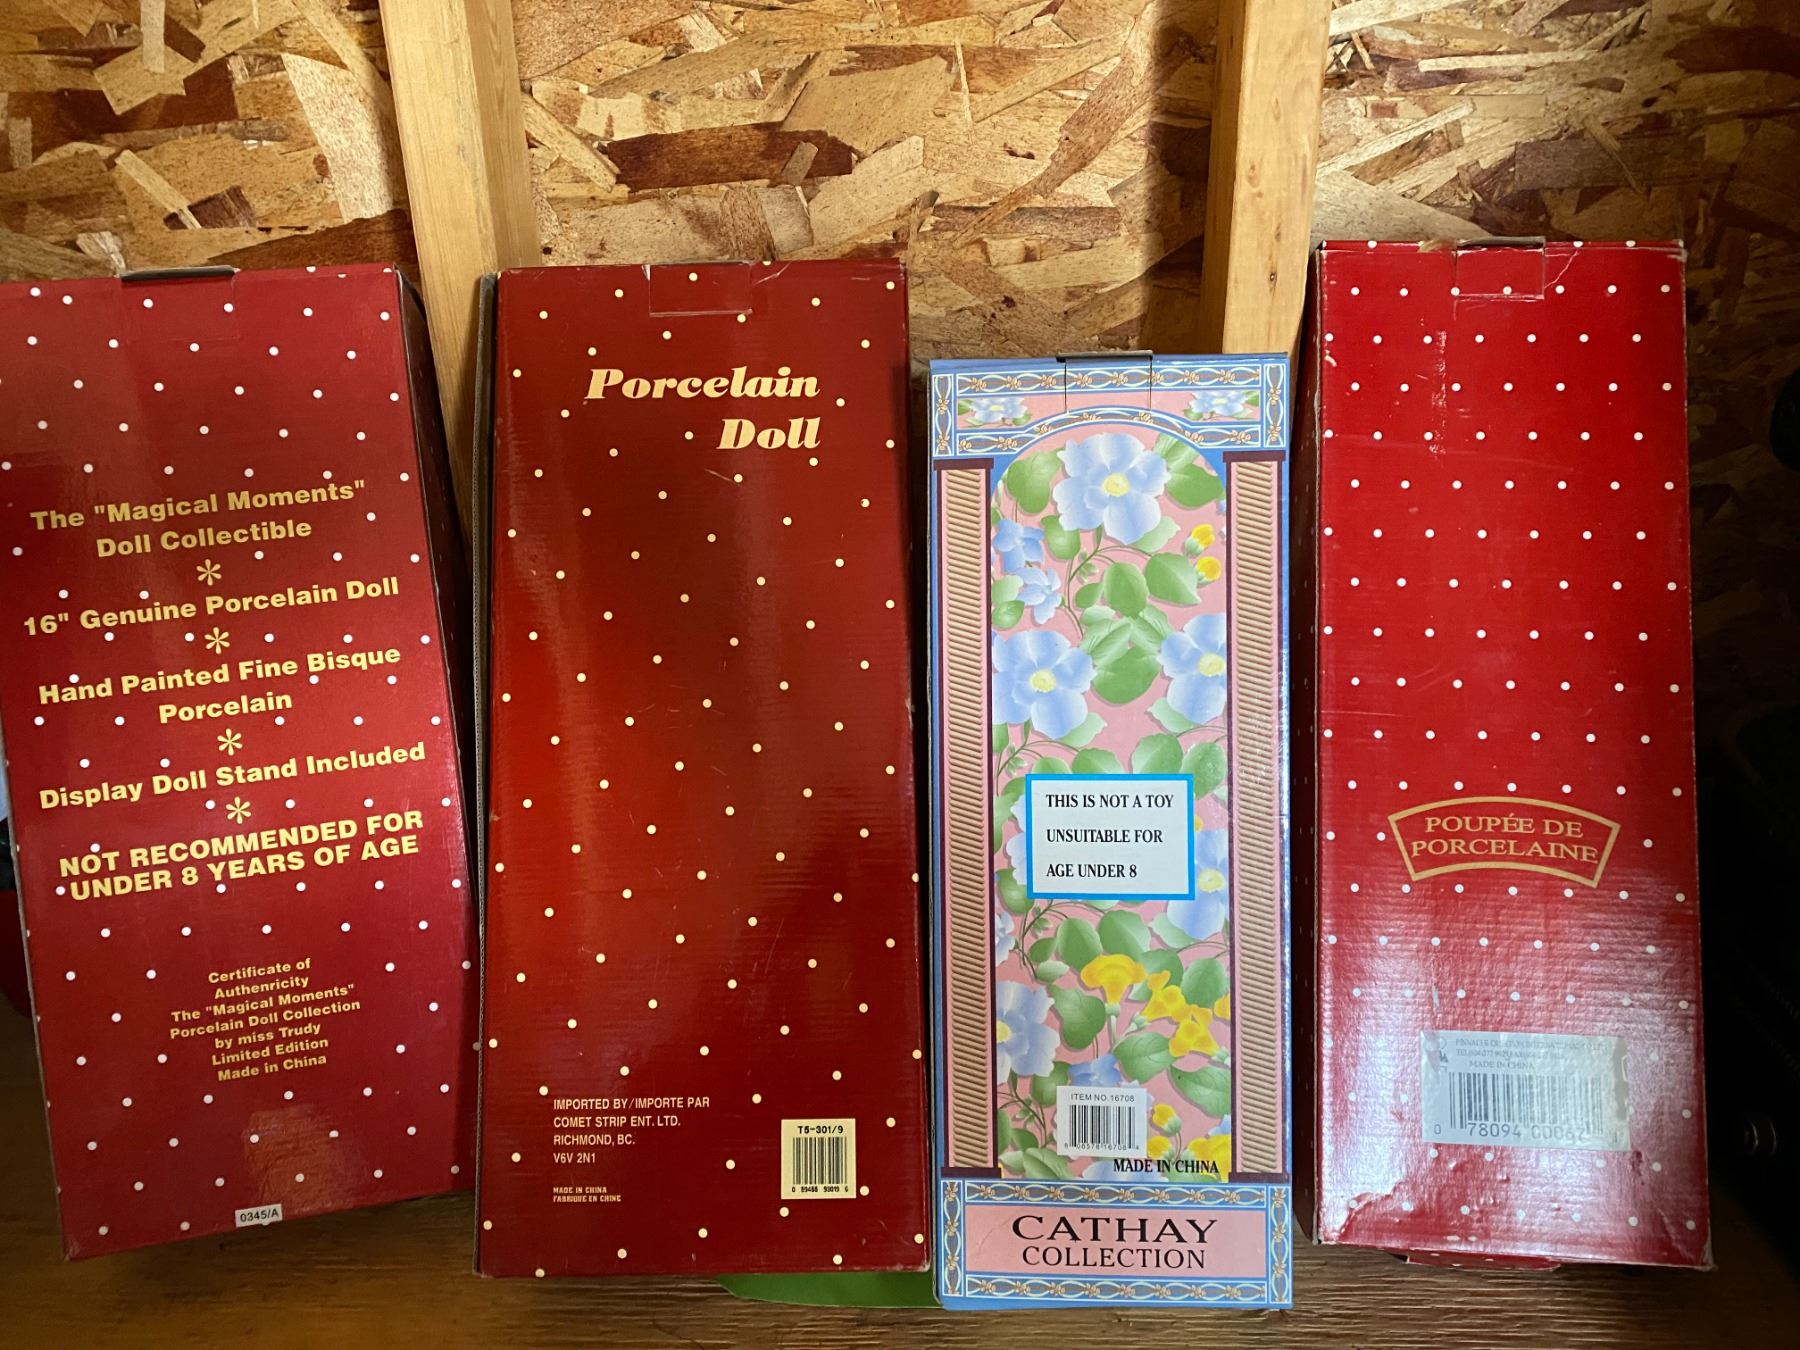 The "Magical Moments"
Doll Collectible
*
16" Genuine Porcelain Doll
*
Hand Painted Fine Bisque
Porcelain
*
Display Doll Stand Included
*
NOT RECOMMENDED FOR
UNDER 8 YEARS OF AGE
Certificate of
Authenricity
The "Magical Moments"
Porcelain Doll Collection
by miss Trudy
Limited Edition
Made in China
0345/A
Porcelain
Doll
IMPORTED BY/IMPORTE PAR
COMET STRIP ENT. LTD.
RICHMOND, BC.
V6V 2N1
MADE IN CHINA
FABRIQUE EN CHINE
T5-301/9
THIS IS NOT A TOY
UNSUITABLE FOR
AGE UNDER 8
ITEM NO.16708
MADE IN CHINA
CATHAY
COLLECTION
POUPÉE DE
PORCELAINE
MADE IN CHINA
0 78094 00067